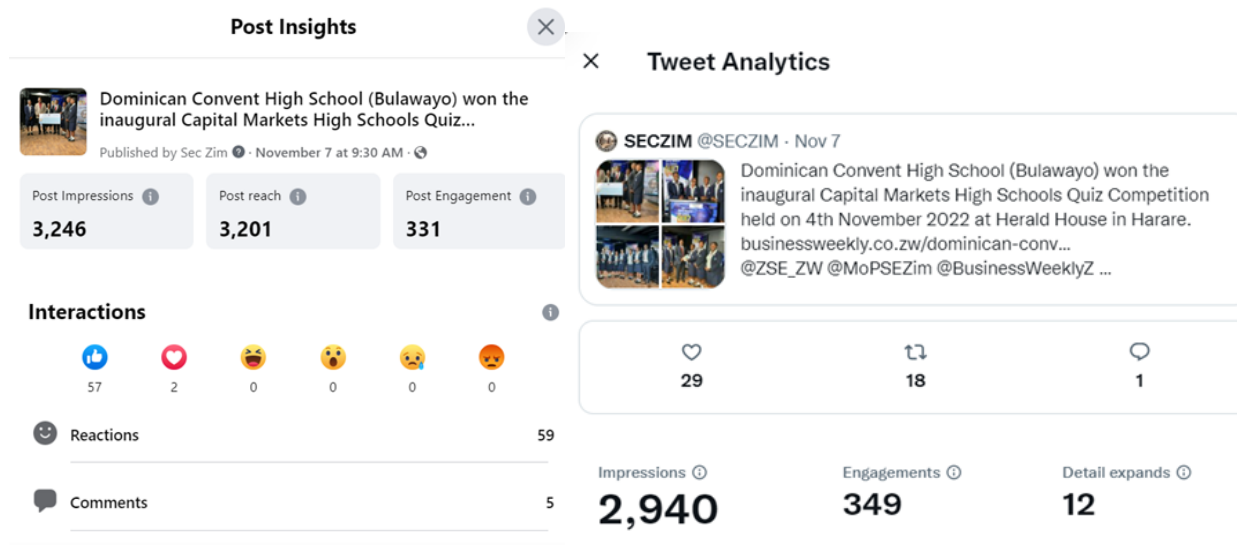 Post Insights
Dominican Convent High School (Bulawayo) won the
inaugural Capital Markets High Schools Quiz...
Published by Sec Zim · November 7 at 9:30 AM ·
Post Impressions
3,246
Post reach
3,201
Post Engagement
331
Interactions
57 2 0 0 0 0
Reactions 59
Comments 5
Tweet Analytics
SECZIM @SECZIM · Nov 7
Dominican Convent High School (Bulawayo) won the
inaugural Capital Markets High Schools Quiz Competition
held on 4th November 2022 at Herald House in Harare.
businessweekly.co.zw/dominican-conv...
@ZSE_ZW @MoPSEZim @BusinessWeeklyZ ...
29 18 1
Impressions Engagements Detail expands
2,940 349 12